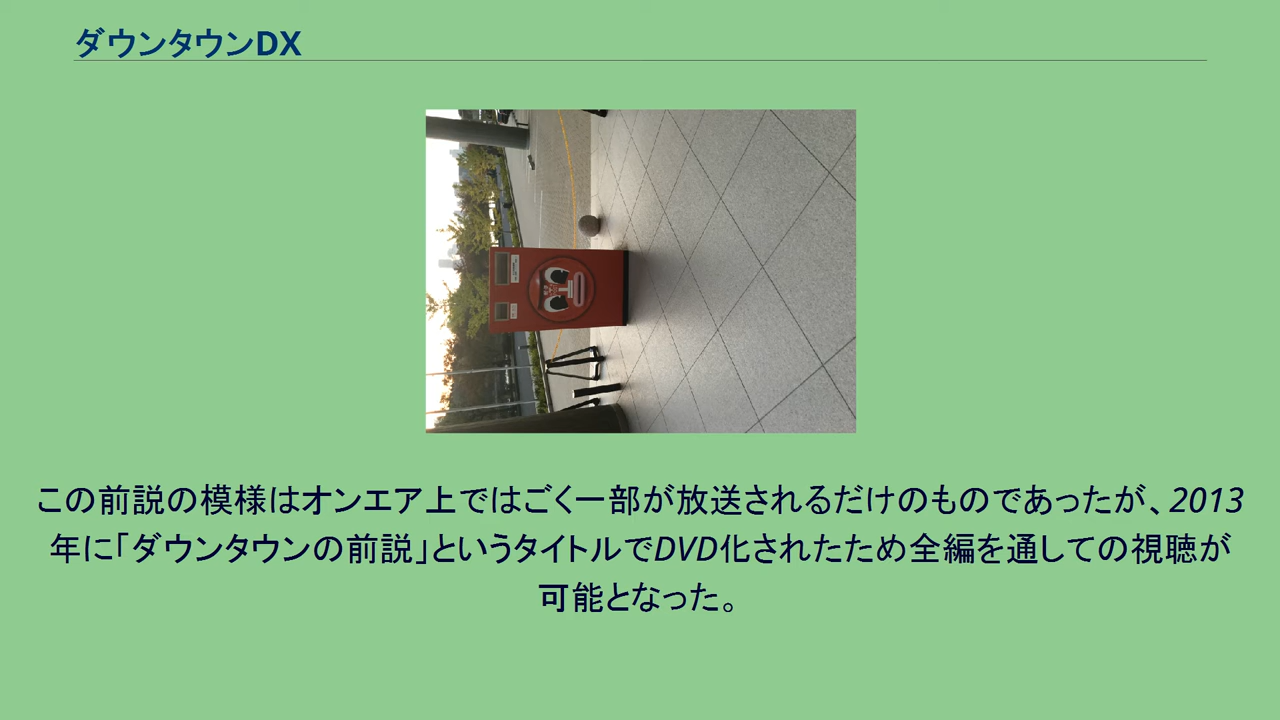 ダウンタウンDX
この前説の模様はオンエア上ではごく一部が放送されるだけのものであったが、2013
年に「ダウンタウンの前説」というタイトルでDVD化されたため全編を通しての視聴が
可能となった。